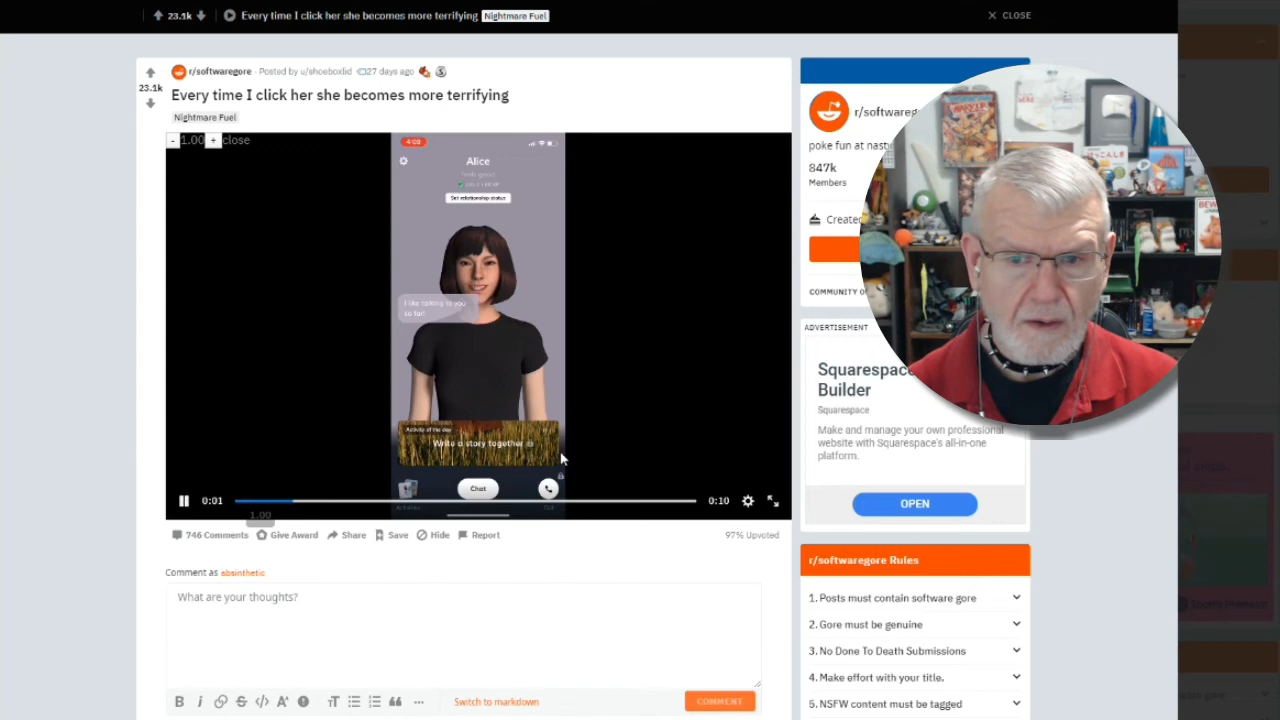 23.1k Every time I click her she becomes more terrifying Nightmare Fuel CLOSE
23.1k
r/softwaregore · Posted by u/shoeboxlid 27 days ago
Every time I click her she becomes more terrifying
Nightmare Fuel
- 1.00 + close
Alice
Set relationship status
I like talking to you
so far!
Activity of the day
Write a story together
Chat
Activities
0:01
0:10
1.00
746 Comments Give Award Share Save Hide Report 97% Upvoted
Comment as absinthetic
What are your thoughts?
Switch to markdown
COMMENT
poke fun at
847k
Members
COMMUNITY
ADVERTISEMENT
Squarespace
Builder
Squarespace
Make and manage your own professional
website with Squarespace's all-in-one
platform.
OPEN
r/softwaregore Rules
1. Posts must contain software gore
2. Gore must be genuine
3. No Done To Death Submissions
4. Make effort with your title.
5. NSFW content must be tagged